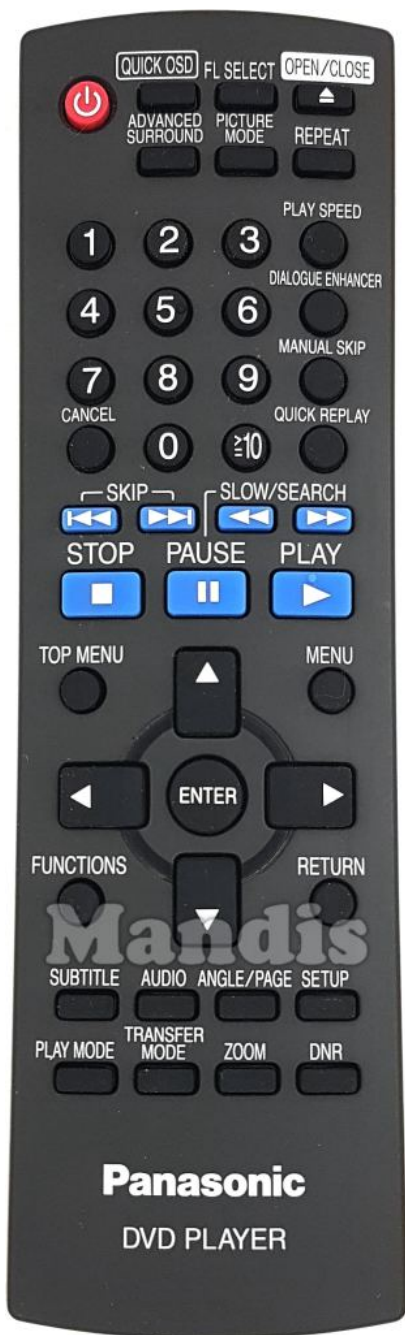 QUICK OSD FL SELECT OPEN/CLOSE
ADVANCED SURROUND PICTURE MODE REPEAT
PLAY SPEED
1 2 3
DIALOGUE ENHANCER
4 5 6
MANUAL SKIP
7 8 9
CANCEL QUICK REPLAY
0 ≧10
SKIP SLOW/SEARCH
STOP PAUSE PLAY
TOP MENU MENU
ENTER
FUNCTIONS RETURN
Mandis
SUBTITLE AUDIO ANGLE/PAGE SETUP
PLAY MODE TRANSFER MODE ZOOM DNR
Panasonic
DVD PLAYER